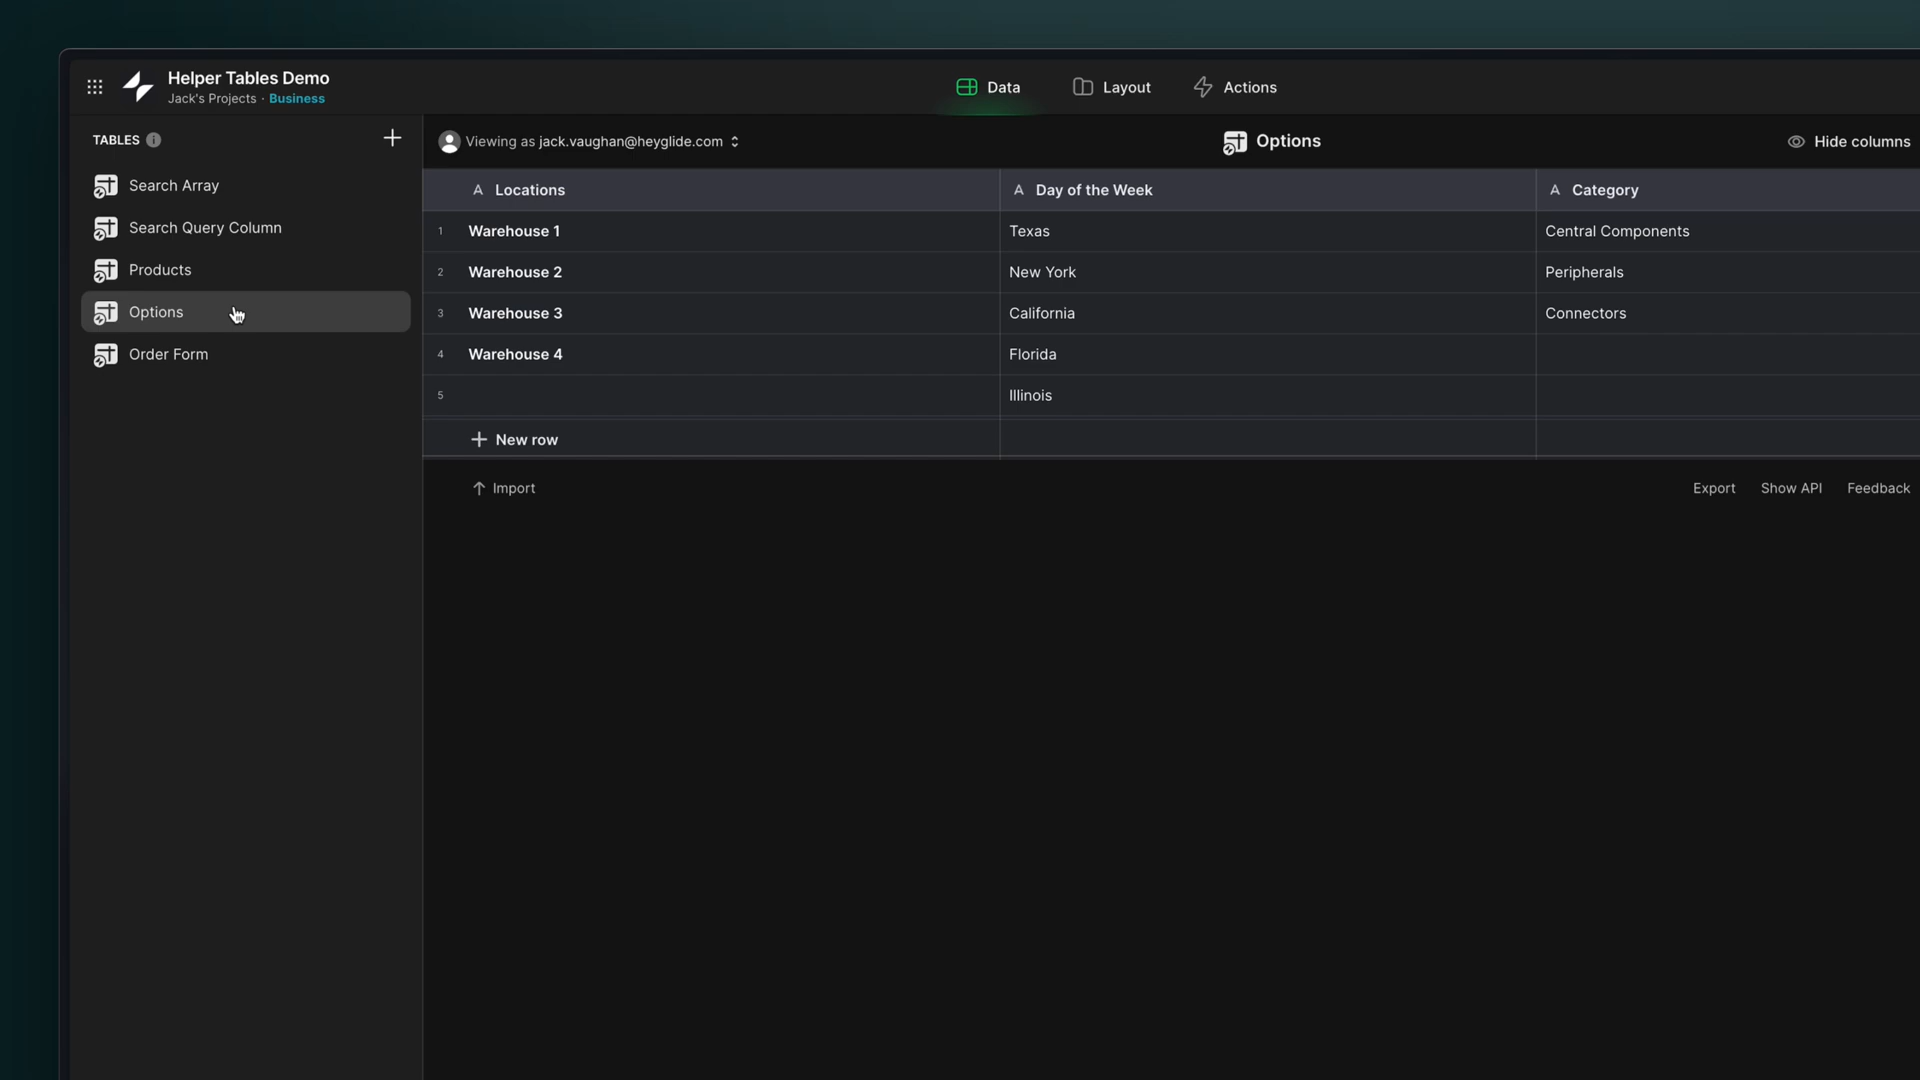 Helper Tables Demo
Jack's Projects · Business
Data
Layout
Actions
TABLES
Search Array
Search Query Column
Products
Options
Order Form
Viewing as jack.vaughan@heyglide.com
Options
Hide columns
A Locations
A Day of the Week
A Category
1 Warehouse 1 Texas Central Components
2 Warehouse 2 New York Peripherals
3 Warehouse 3 California Connectors
4 Warehouse 4 Florida
5 Illinois
New row
Import
Export
Show API
Feedback